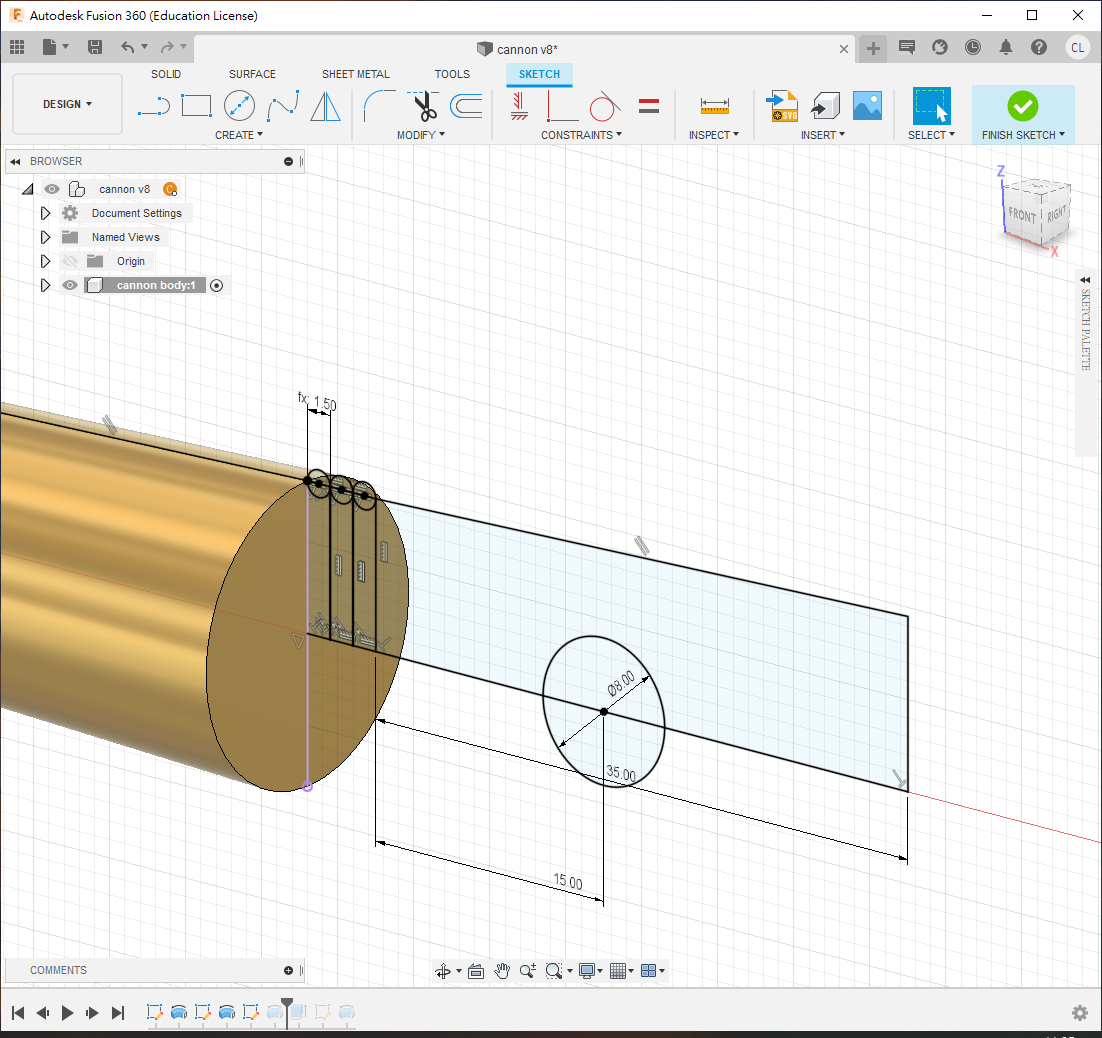 Autodesk Fusion 360 (Education License)
cannon v8*
CL
DESIGN
SOLID
SURFACE
SHEET METAL
TOOLS
SKETCH
CREATE
MODIFY
CONSTRAINTS
INSPECT
SVG
INSERT
SELECT
FINISH SKETCH
BROWSER
cannon v8
Document Settings
Named Views
Origin
cannon body:1
Z
FRONT
RIGHT
X
SKETCH PALETTE
fx: 1.50
Ø8.00
35.00
15.00
COMMENTS